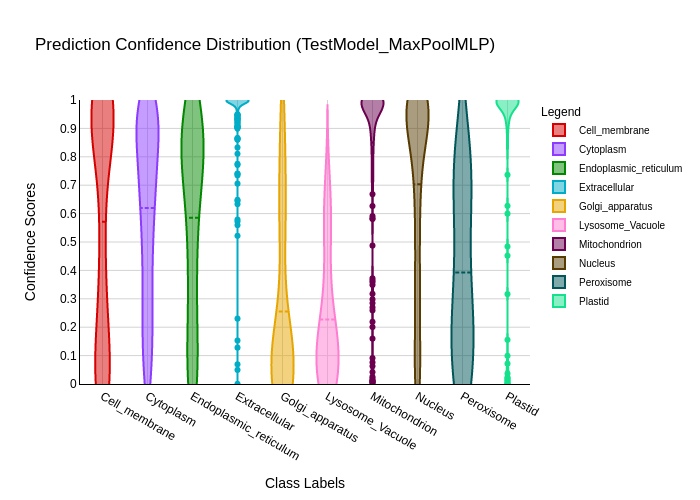 Prediction Confidence Distribution (TestModel_MaxPoolMLP)
Legend
Cell_membrane
Cytoplasm
Endoplasmic_reticulum
Extracellular
Golgi_apparatus
Lysosome_Vacuole
Mitochondrion
Nucleus
Peroxisome
Plastid
Confidence Scores
1
0.9
0.8
0.7
0.6
0.5
0.4
0.3
0.2
0.1
0
Cell_membrane
Cytoplasm
Endoplasmic_reticulum
Extracellular
Golgi_apparatus
Lysosome_Vacuole
Mitochondrion
Nucleus
Peroxisome
Plastid
Class Labels